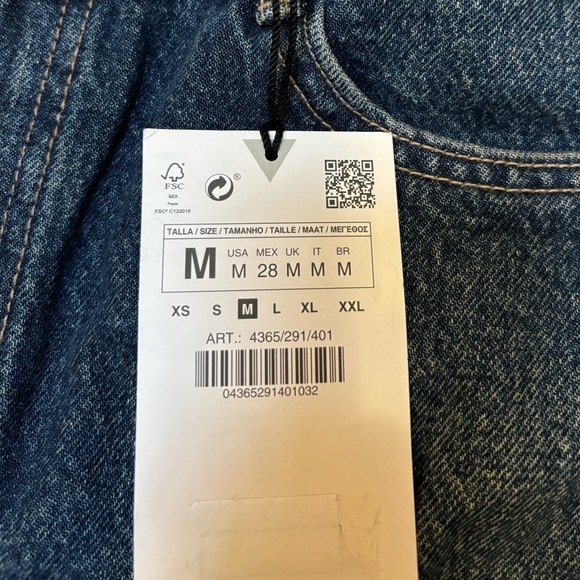 FSC
MIX
Paper
FSC® C120015
®
TALLA / SIZE / TAMANHO / TAILLE / MAAT / ΜΕΓΕΘΟΣ
M
USA MEX UK IT BR
M 28 M M M
XS S M L XL XXL
ART.: 4365/291/401
04365291401032